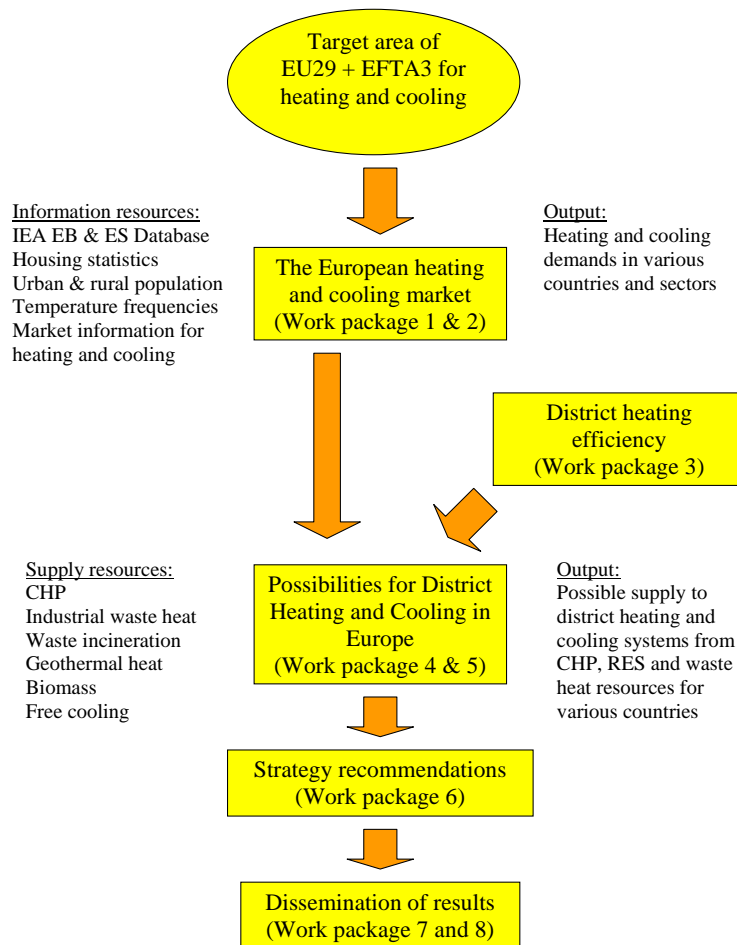 Target area of
EU29 + EFTA3 for
heating and cooling
Information resources:
IEA EB & ES Database
Housing statistics
Urban & rural population
Temperature frequencies
Market information for
heating and cooling
The European heating
and cooling market
(Work package 1 & 2)
Output:
Heating and cooling
demands in various
countries and sectors
District heating
efficiency
(Work package 3)
Supply resources:
CHP
Industrial waste heat
Waste incineration
Geothermal heat
Biomass
Free cooling
Possibilities for District
Heating and Cooling in
Europe
(Work package 4 & 5)
Output:
Possible supply to
district heating and
cooling systems from
CHP, RES and waste
heat resources for
various countries
Strategy recommendations
(Work package 6)
Dissemination of results
(Work package 7 and 8)